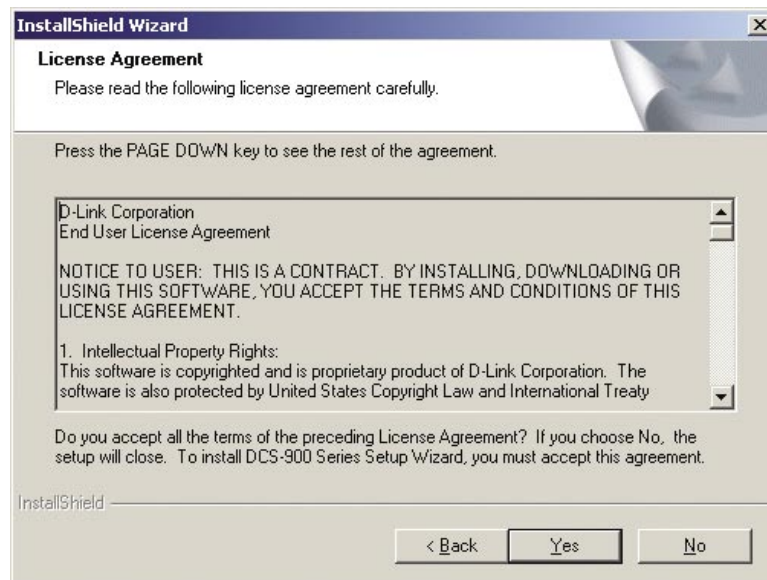 InstallShield Wizard
License Agreement
Please read the following license agreement carefully.
Press the PAGE DOWN key to see the rest of the agreement.
D-Link Corporation
End User License Agreement
NOTICE TO USER: THIS IS A CONTRACT. BY INSTALLING, DOWNLOADING OR
USING THIS SOFTWARE, YOU ACCEPT THE TERMS AND CONDITIONS OF THIS
LICENSE AGREEMENT.
1. Intellectual Property Rights:
This software is copyrighted and is proprietary product of D-Link Corporation. The
software is also protected by United States Copyright Law and International Treaty
Do you accept all the terms of the preceding License Agreement? If you choose No, the
setup will close. To install DCS-900 Series Setup Wizard, you must accept this agreement.
InstallShield
< Back
Yes
No